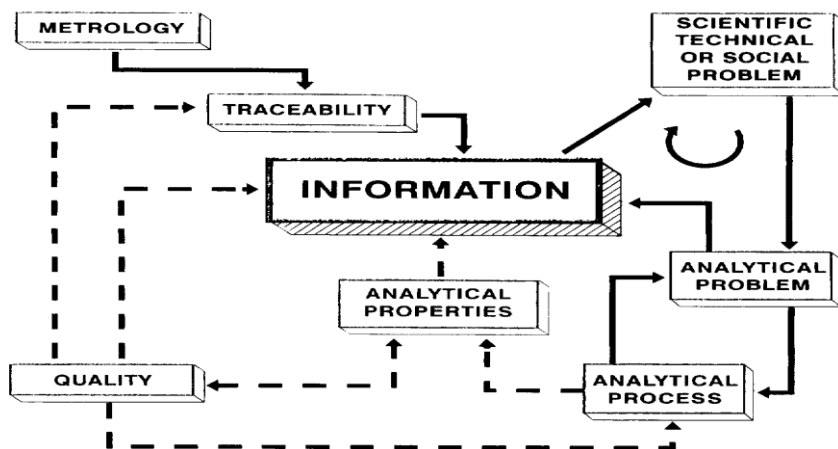 METROLOGY
SCIENTIFIC
TECHNICAL
OR SOCIAL
PROBLEM
TRACEABILITY
INFORMATION
ANALYTICAL
PROPERTIES
ANALYTICAL
PROBLEM
QUALITY
ANALYTICAL
PROCESS